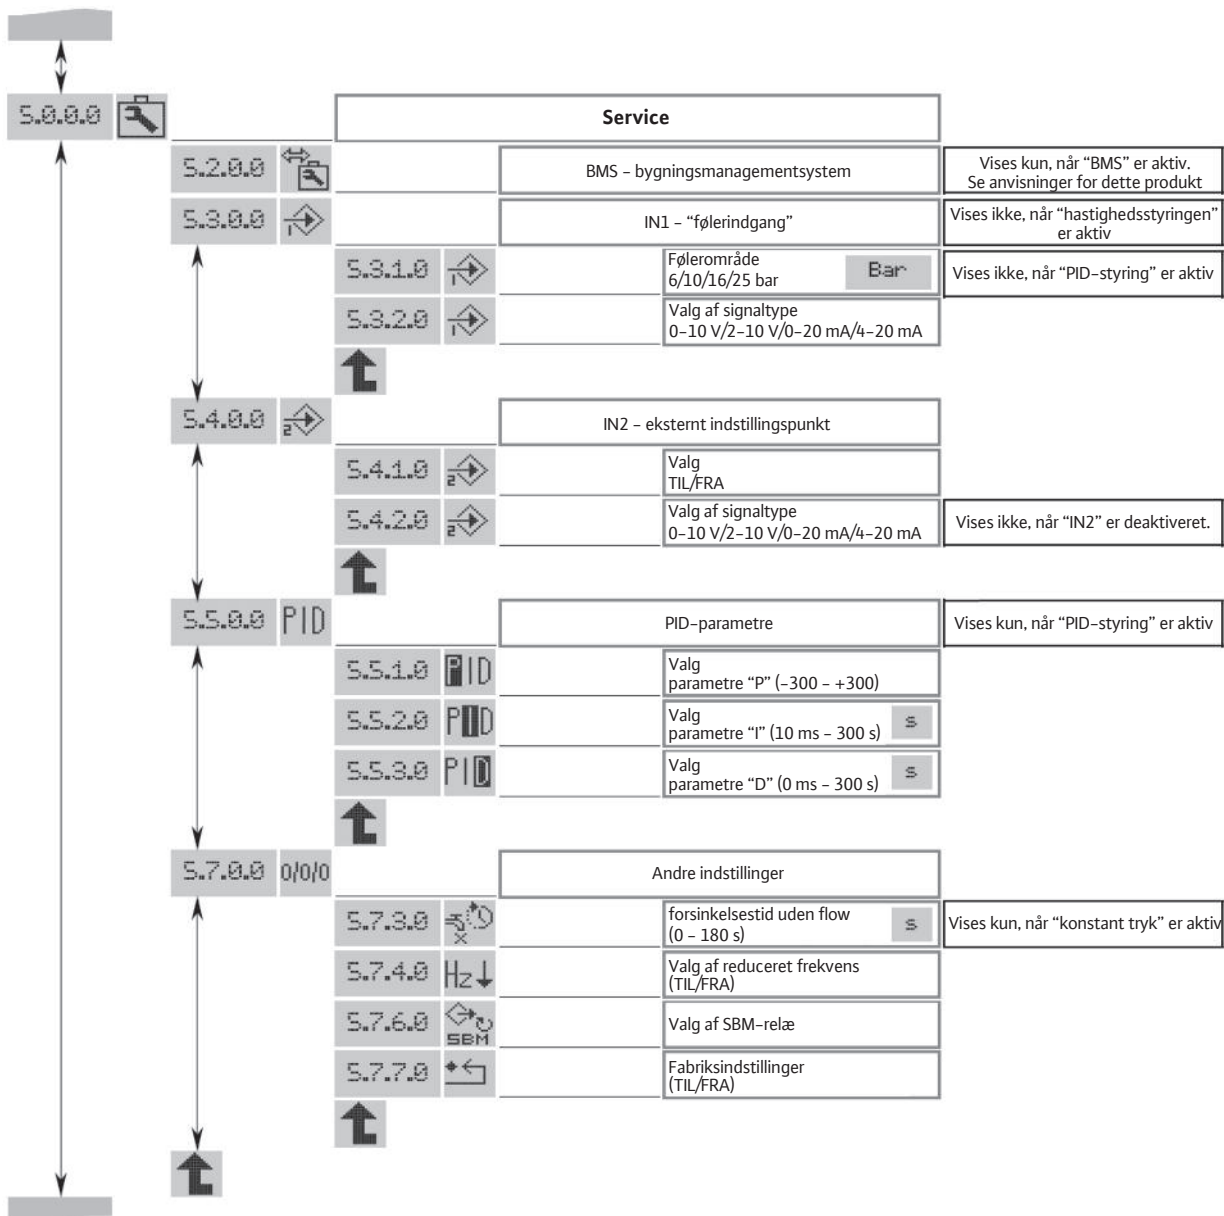 5.0.0.0
Service
5.2.0.0
BMS – bygningsmanagementsystem
Vises kun, når “BMS” er aktiv.
Se anvisninger for dette produkt
5.3.0.0
1
IN1 – “følerindgang”
Vises ikke, når “hastighedsstyringen”
er aktiv
5.3.1.0
1
Følerområde
6/10/16/25 bar
Bar
Vises ikke, når “PID–styring” er aktiv
5.3.2.0
1
Valg af signaltype
0–10 V/2–10 V/0–20 mA/4–20 mA
5.4.0.0
2
IN2 – eksternt indstillingspunkt
5.4.1.0
2
Valg
TIL/FRA
5.4.2.0
2
Valg af signaltype
0–10 V/2–10 V/0–20 mA/4–20 mA
Vises ikke, når “IN2” er deaktiveret.
5.5.0.0 PID
PID–parametre
Vises kun, når “PID–styring” er aktiv
5.5.1.0 PID
Valg
parametre “P” (–300 – +300)
5.5.2.0 PID
Valg
parametre “I” (10 ms – 300 s)
s
5.5.3.0 PID
Valg
parametre “D” (0 ms – 300 s)
s
5.7.0.0 0/0/0
Andre indstillinger
5.7.3.0
X
forsinkelsestid uden flow
(0 – 180 s)
s
Vises kun, når “konstant tryk” er aktiv
5.7.4.0 Hz
Valg af reduceret frekvens
(TIL/FRA)
5.7.6.0
SBM
Valg af SBM–relæ
5.7.7.0
Fabriksindstillinger
(TIL/FRA)